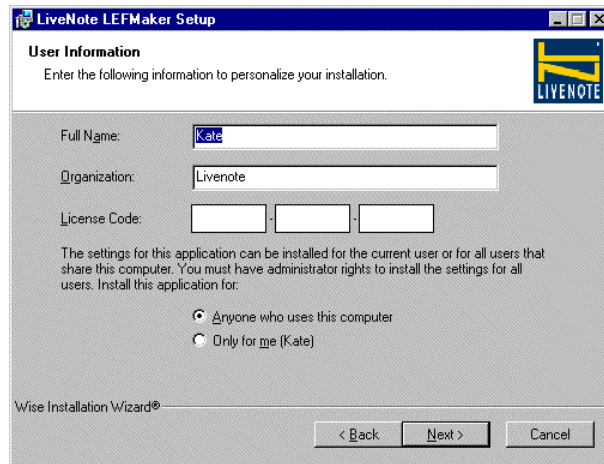 LiveNote LEFMaker Setup
User Information
Enter the following information to personalize your installation.
LIVENOTE
Full Name:
Kate
Organization:
Livenote
License Code:
- -
The settings for this application can be installed for the current user or for all users that
share this computer. You must have administrator rights to install the settings for all
users. Install this application for:
Anyone who uses this computer
Only for me (Kate)
Wise Installation Wizard®
< Back
Next >
Cancel